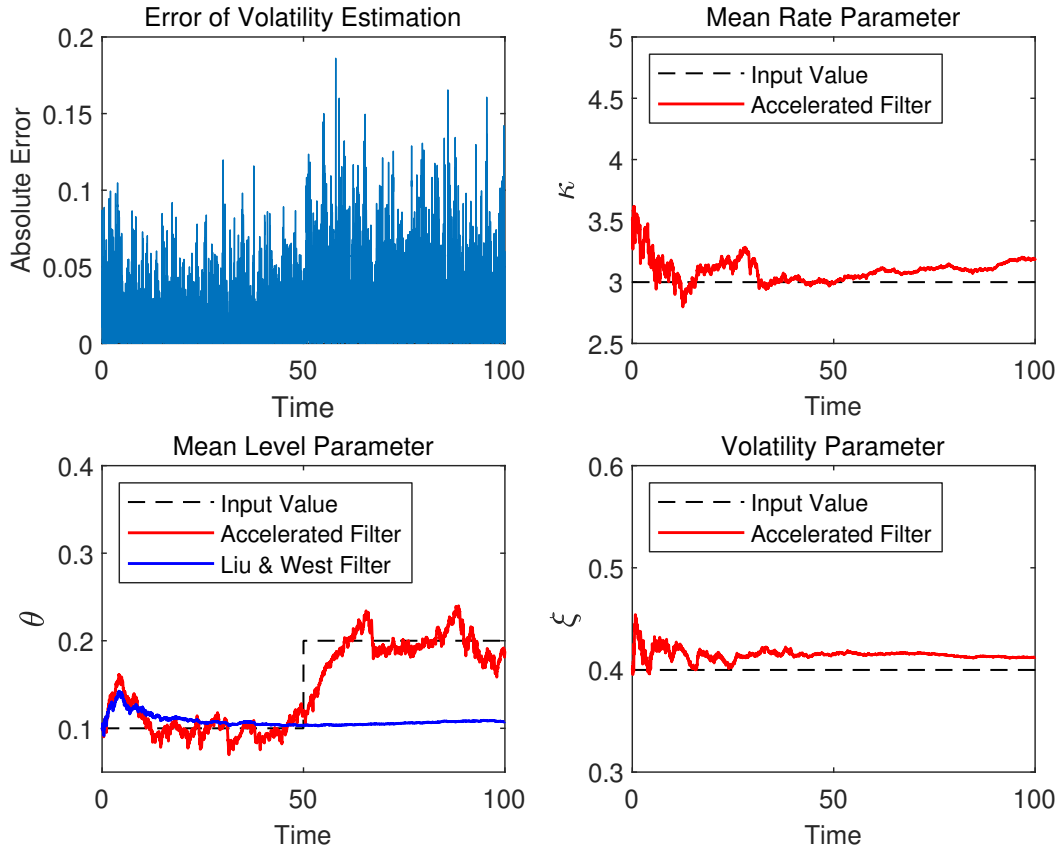 Error of Volatility Estimation
0.2
0.15
0.1
0.05
0
Absolute Error
0
50
100
Time
Mean Rate Parameter
5
4.5
4
3.5
3
2.5
κ
Input Value
Accelerated Filter
0
50
100
Time
Mean Level Parameter
0.4
0.3
0.2
0.1
θ
Input Value
Accelerated Filter
Liu & West Filter
0
50
100
Time
Volatility Parameter
0.6
0.5
0.4
0.3
ξ
Input Value
Accelerated Filter
0
50
100
Time